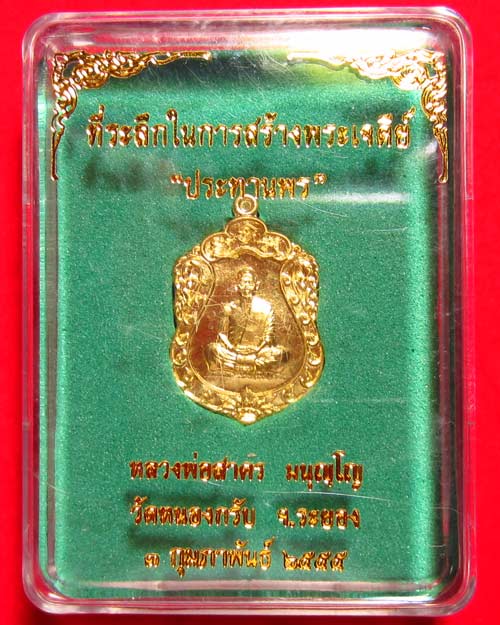 ที่ระลึกในการสร้างพระเจดีย์
"ประทานพร"
หลวงพ่อสาคร มนุญโญ
วัดหนองกรับ จ.ระยอง
๓ กุมภาพันธ์ ๒๕๕๕